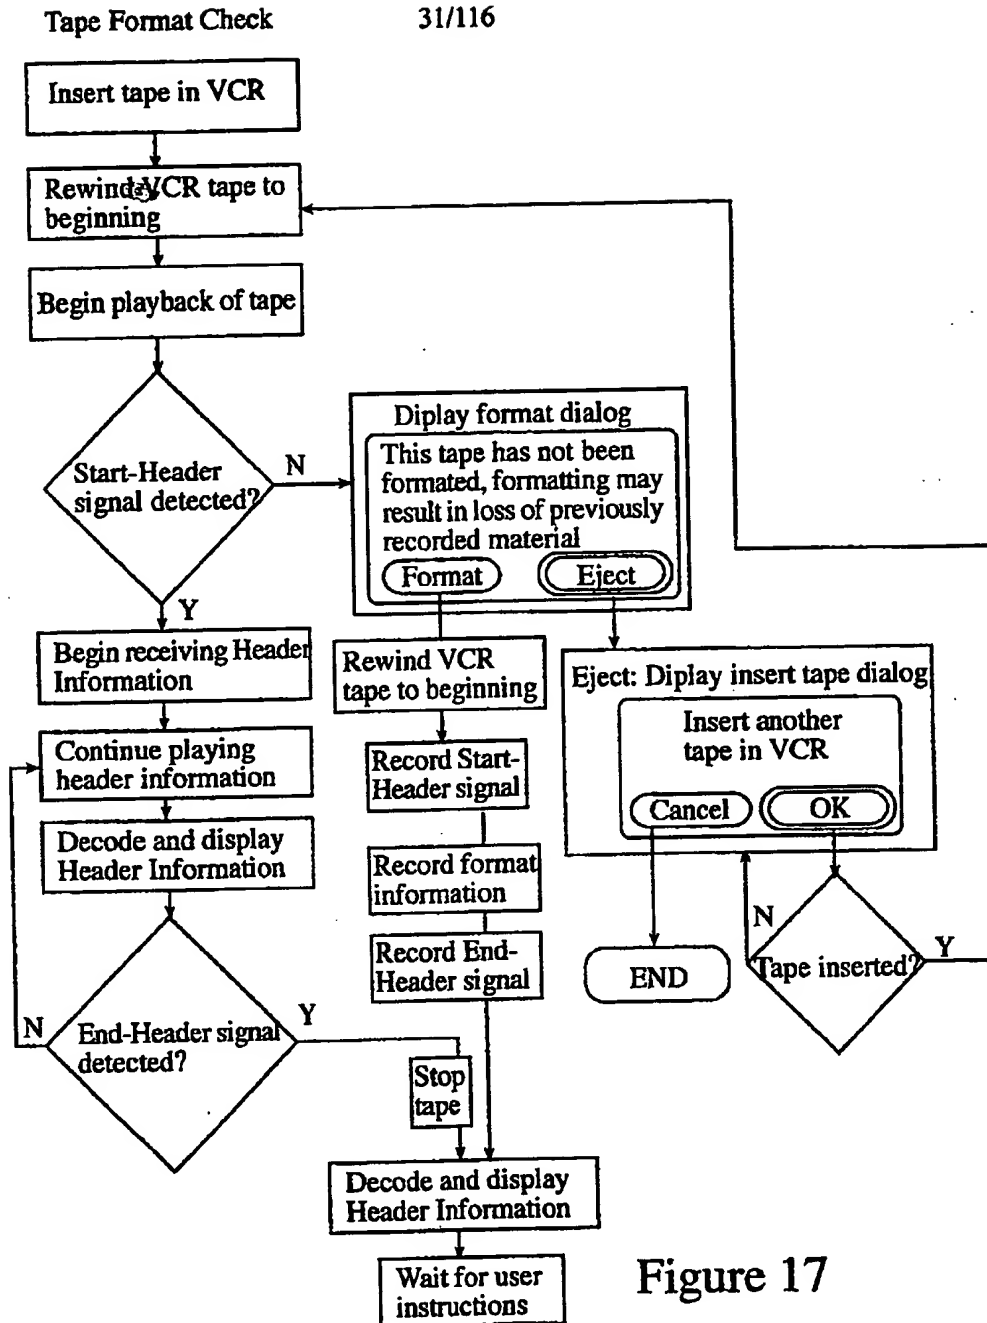 Tape Format Check
31/116
Insert tape in VCR
Rewind VCR tape to
beginning
Begin playback of tape
Start-Header
signal detected?
N
Y
Diplay format dialog
This tape has not been
formated, formatting may
result in loss of previously
recorded material
Format
Eject
Begin receiving Header
Information
Continue playing
header information
Decode and display
Header Information
End-Header signal
detected?
N
Y
Rewind VCR
tape to beginning
Record Start-
Header signal
Record format
information
Record End-
Header signal
Stop
tape
Eject: Diplay insert tape dialog
Insert another
tape in VCR
Cancel
OK
END
N
Tape inserted?
Y
Decode and display
Header Information
Wait for user
instructions
Figure 17